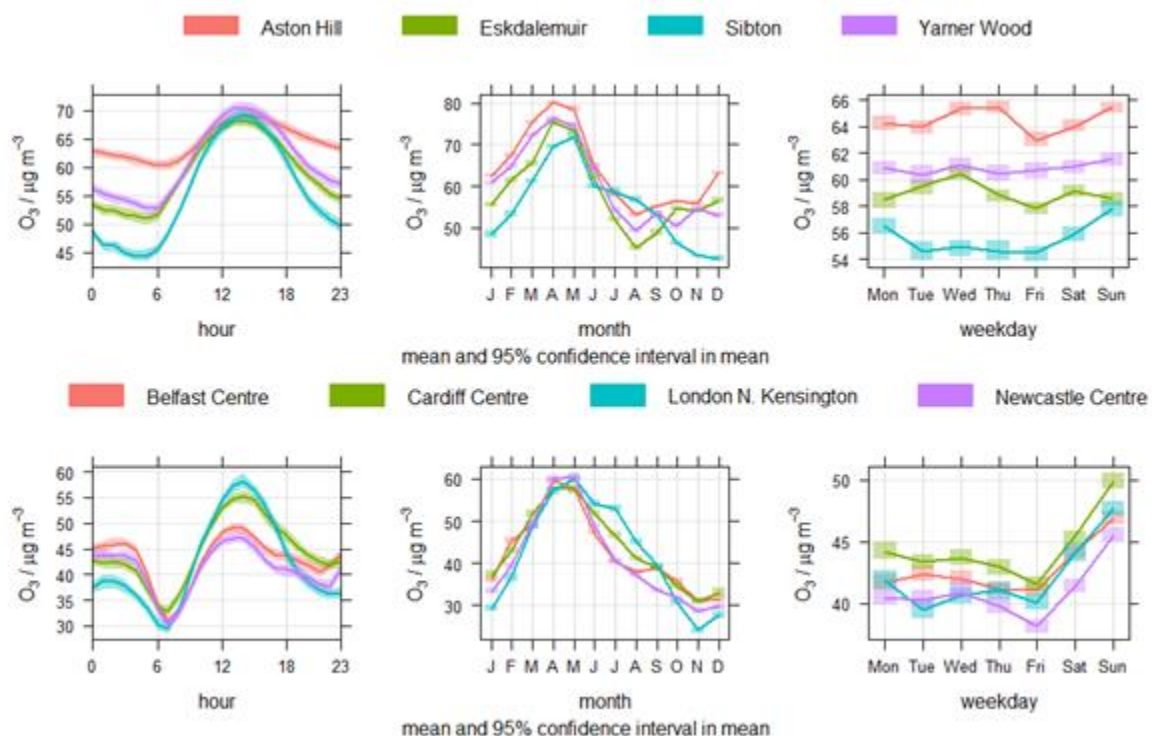 Aston Hill Eskdalemuir Sibton Yarner Wood
O₃ / μg m⁻³
70
65
60
55
50
45
0 6 12 18 23
hour
O₃ / μg m⁻³
80
70
60
50
J F M A M J J A S O N D
month
O₃ / μg m⁻³
66
64
62
60
58
56
54
Mon Tue Wed Thu Fri Sat Sun
weekday
mean and 95% confidence interval in mean
Belfast Centre Cardiff Centre London N. Kensington Newcastle Centre
O₃ / μg m⁻³
60
55
50
45
40
35
30
0 6 12 18 23
hour
O₃ / μg m⁻³
60
50
40
30
J F M A M J J A S O N D
month
O₃ / μg m⁻³
50
45
40
Mon Tue Wed Thu Fri Sat Sun
weekday
mean and 95% confidence interval in mean